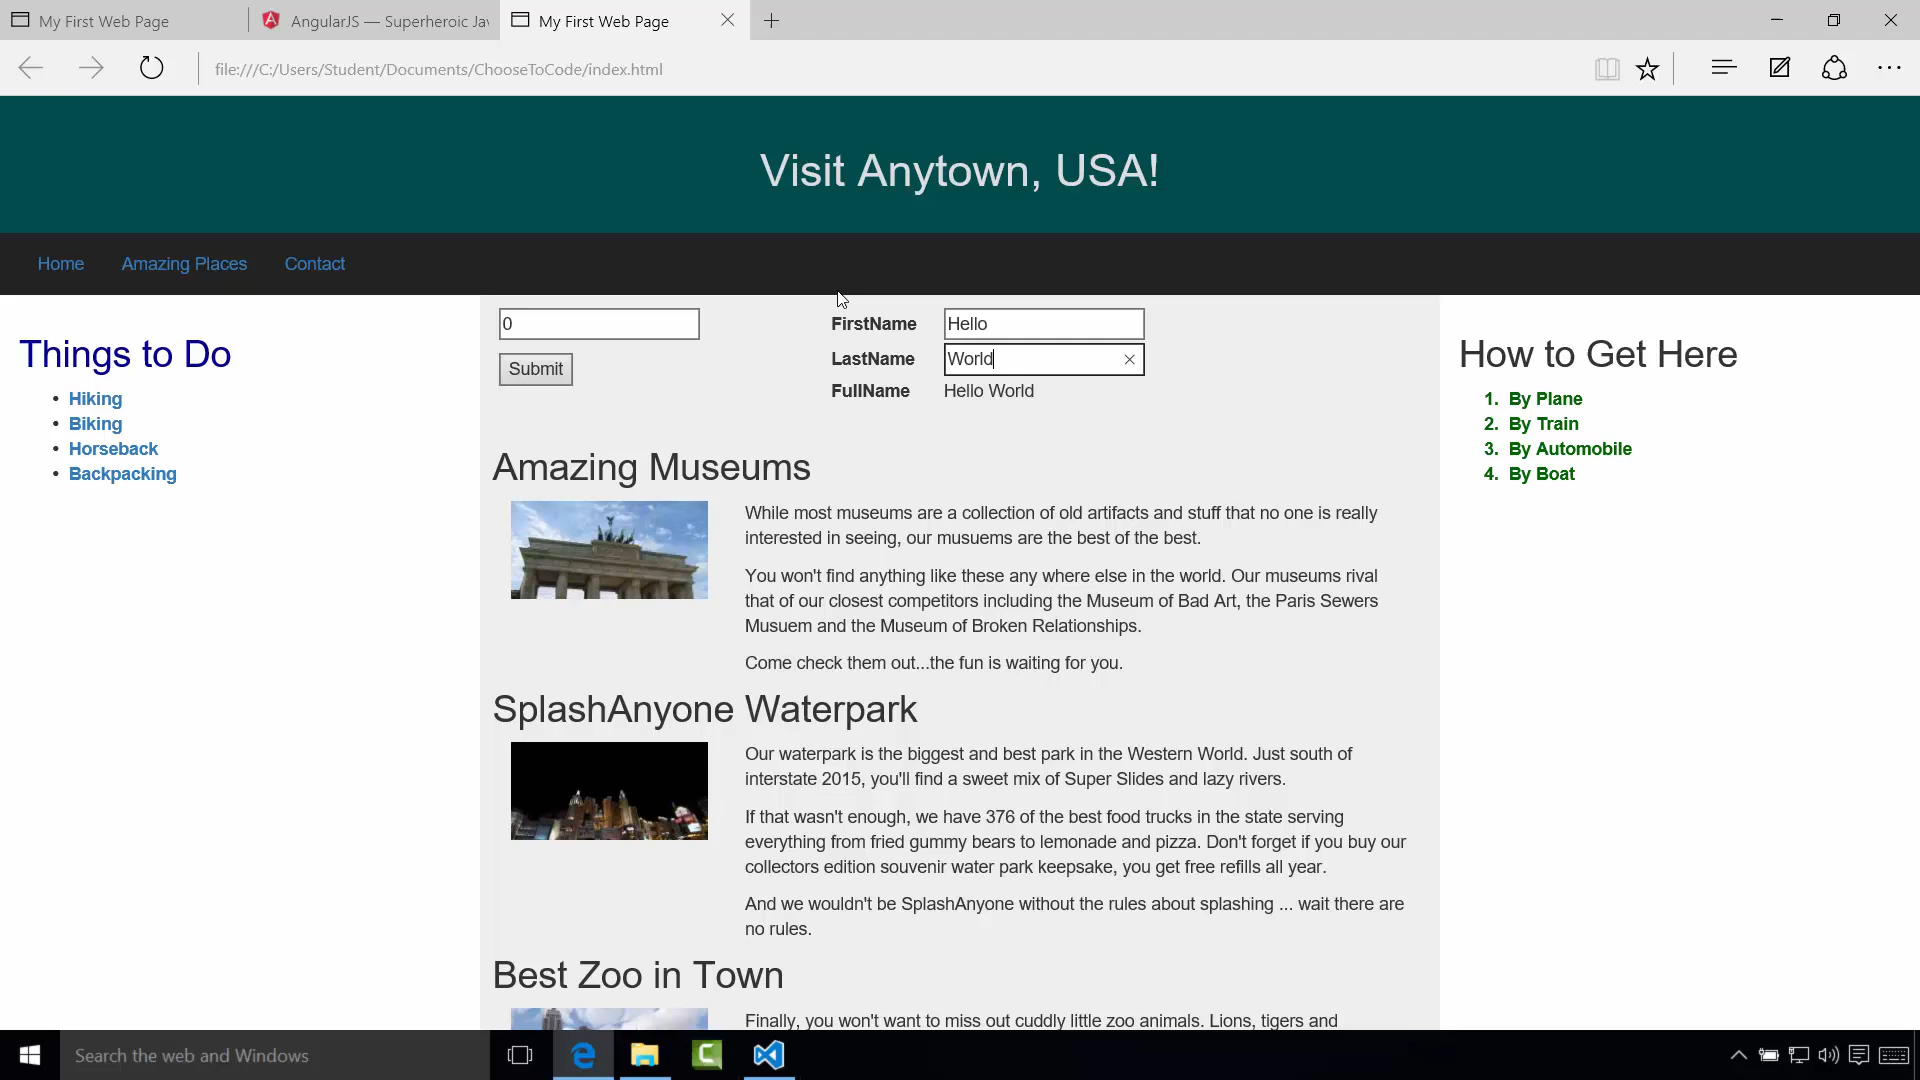 My First Web Page
AngularJS — Superheroic Jav
My First Web Page
file:///C:/Users/Student/Documents/ChooseToCode/index.html
Visit Anytown, USA!
Home Amazing Places Contact
Things to Do
• Hiking
• Biking
• Horseback
• Backpacking
0
Submit
FirstName Hello
LastName World
FullName Hello World
Amazing Museums
While most museums are a collection of old artifacts and stuff that no one is really
interested in seeing, our musuems are the best of the best.
You won't find anything like these any where else in the world. Our museums rival
that of our closest competitors including the Museum of Bad Art, the Paris Sewers
Musuem and the Museum of Broken Relationships.
Come check them out...the fun is waiting for you.
SplashAnyone Waterpark
Our waterpark is the biggest and best park in the Western World. Just south of
interstate 2015, you'll find a sweet mix of Super Slides and lazy rivers.
If that wasn't enough, we have 376 of the best food trucks in the state serving
everything from fried gummy bears to lemonade and pizza. Don't forget if you buy our
collectors edition souvenir water park keepsake, you get free refills all year.
And we wouldn't be SplashAnyone without the rules about splashing ... wait there are
no rules.
Best Zoo in Town
Finally, you won't want to miss out cuddly little zoo animals. Lions, tigers and
How to Get Here
1. By Plane
2. By Train
3. By Automobile
4. By Boat
Search the web and Windows